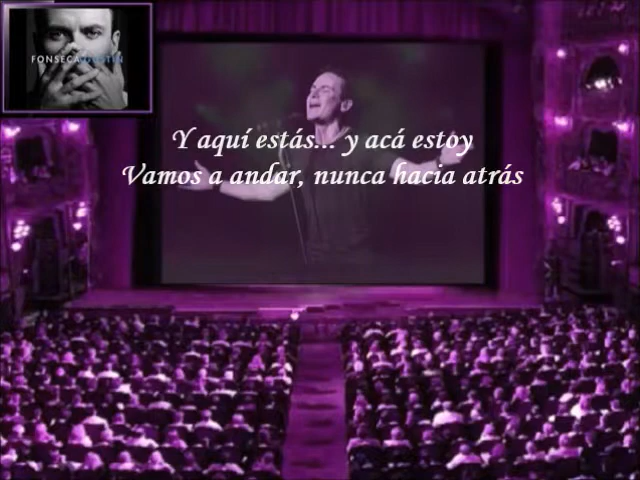 FONSECA
Y aquí estás... y acá estoy
Vamos a andar, nunca hacia atrás